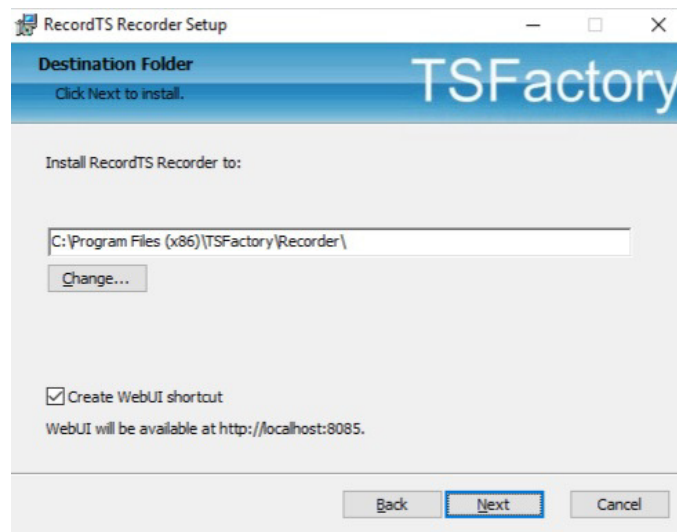 RecordTS Recorder Setup
Destination Folder
Click Next to install.
TSFactory
Install RecordTS Recorder to:
C:\Program Files (x86)\TSFactory\Recorder\
Change...
Create WebUI shortcut
WebUI will be available at http://localhost:8085.
Back Next Cancel